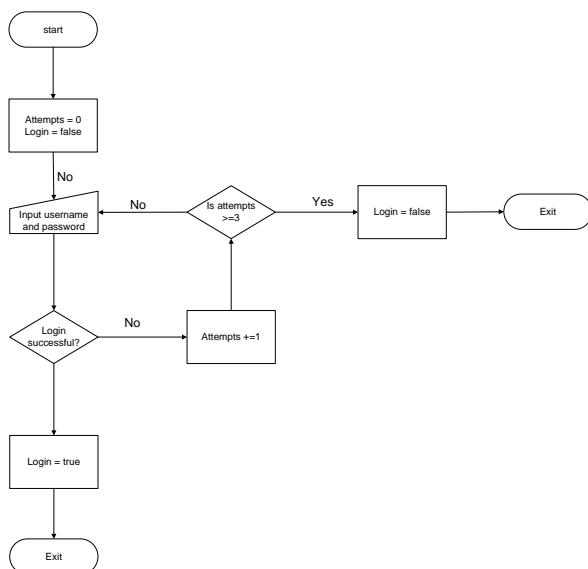 start
Attempts = 0
Login = false
No
Input username
and password
No
Is attempts
>=3
Yes
Login = false
Exit
Login
successful?
No
Attempts +=1
Login = true
Exit